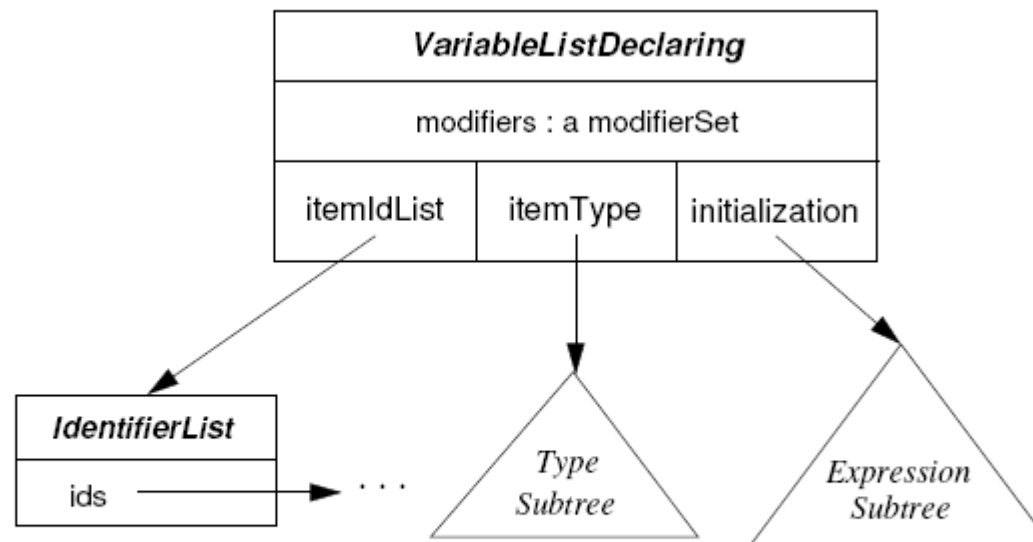 VariableListDeclaring
modifiers : a modifierSet
itemIdList itemType initialization
IdentifierList
ids . . .
Type
Subtree
Expression
Subtree